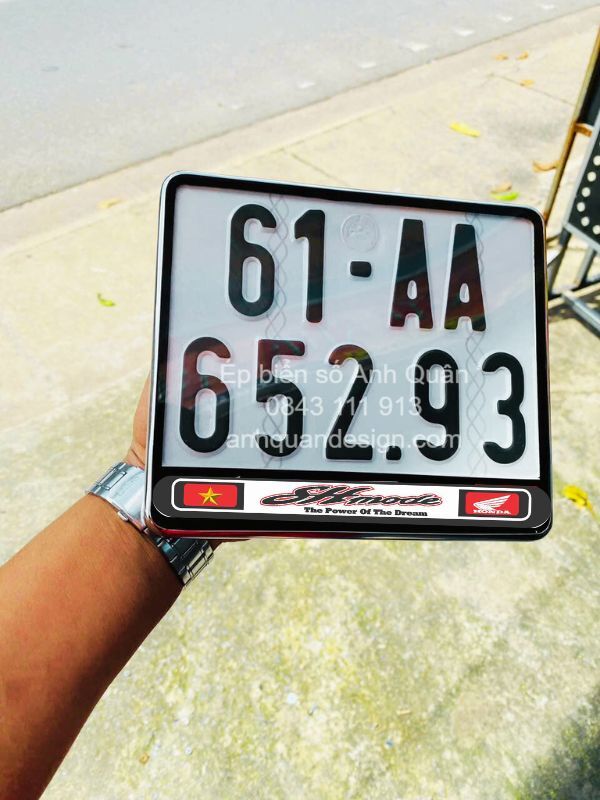 61-AA
652.93
Ép biển số Anh Quân
0843 111 913
anhquandesign.com
SHmode
The Power Of The Dream
HONDA